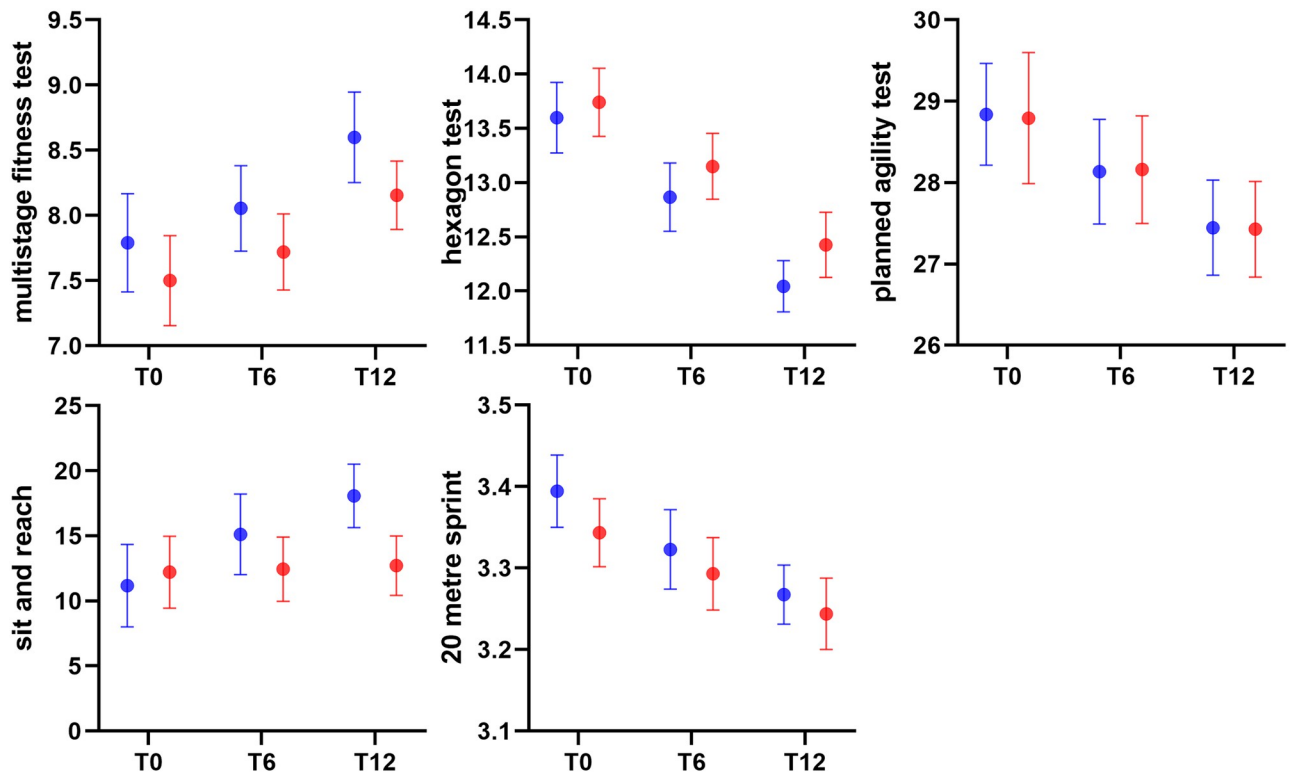 multistage fitness test
9.5
9.0
8.5
8.0
7.5
7.0
T0 T6 T12
hexagon test
14.5
14.0
13.5
13.0
12.5
12.0
11.5
T0 T6 T12
planned agility test
30
29
28
27
26
T0 T6 T12
sit and reach
25
20
15
10
5
0
T0 T6 T12
20 metre sprint
3.5
3.4
3.3
3.2
3.1
T0 T6 T12